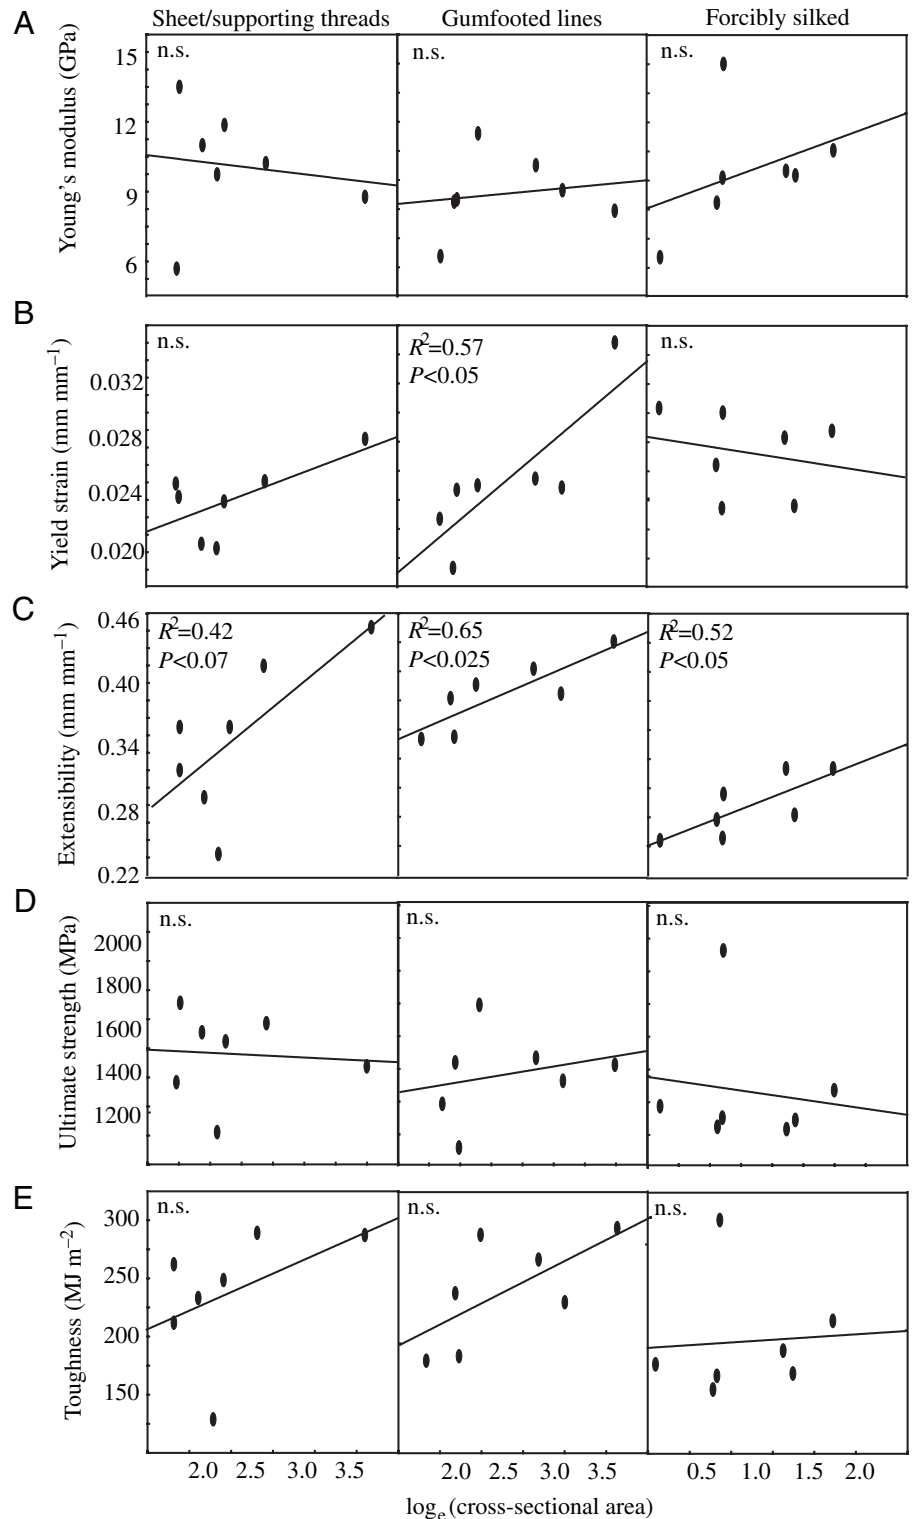 A
Sheet/supporting threads
Gumfooted lines
Forcibly silked
Young's modulus (GPa)
15
12
9
6
n.s.
n.s.
n.s.
B
Yield strain (mm mm⁻¹)
0.032
0.028
0.024
0.020
n.s.
R²=0.57
P<0.05
n.s.
C
Extensibility (mm mm⁻¹)
0.46
0.40
0.34
0.28
0.22
R²=0.42
P<0.07
R²=0.65
P<0.025
R²=0.52
P<0.05
D
Ultimate strength (MPa)
2000
1800
1600
1400
1200
n.s.
n.s.
n.s.
E
Toughness (MJ m⁻²)
300
250
200
150
n.s.
n.s.
n.s.
2.0 2.5 3.0 3.5
2.0 2.5 3.0 3.5
0.5 1.0 1.5 2.0
logₑ (cross-sectional area)